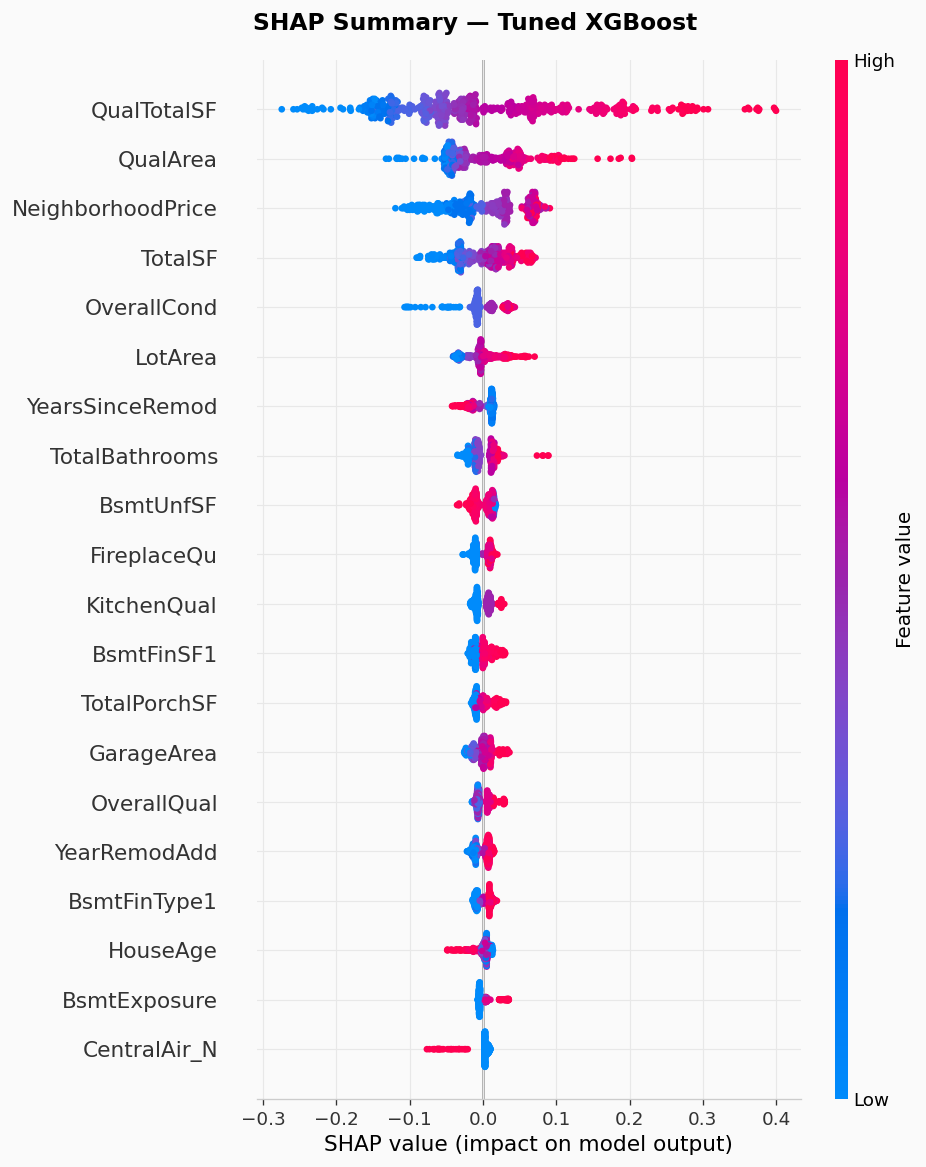 SHAP Summary — Tuned XGBoost
High
QualTotalSF
QualArea
NeighborhoodPrice
TotalSF
OverallCond
LotArea
YearsSinceRemod
TotalBathrooms
BsmtUnfSF
FireplaceQu
KitchenQual
BsmtFinSF1
TotalPorchSF
GarageArea
OverallQual
YearRemodAdd
BsmtFinType1
HouseAge
BsmtExposure
CentralAir_N
Feature value
Low
−0.3 −0.2 −0.1 0.0 0.1 0.2 0.3 0.4
SHAP value (impact on model output)